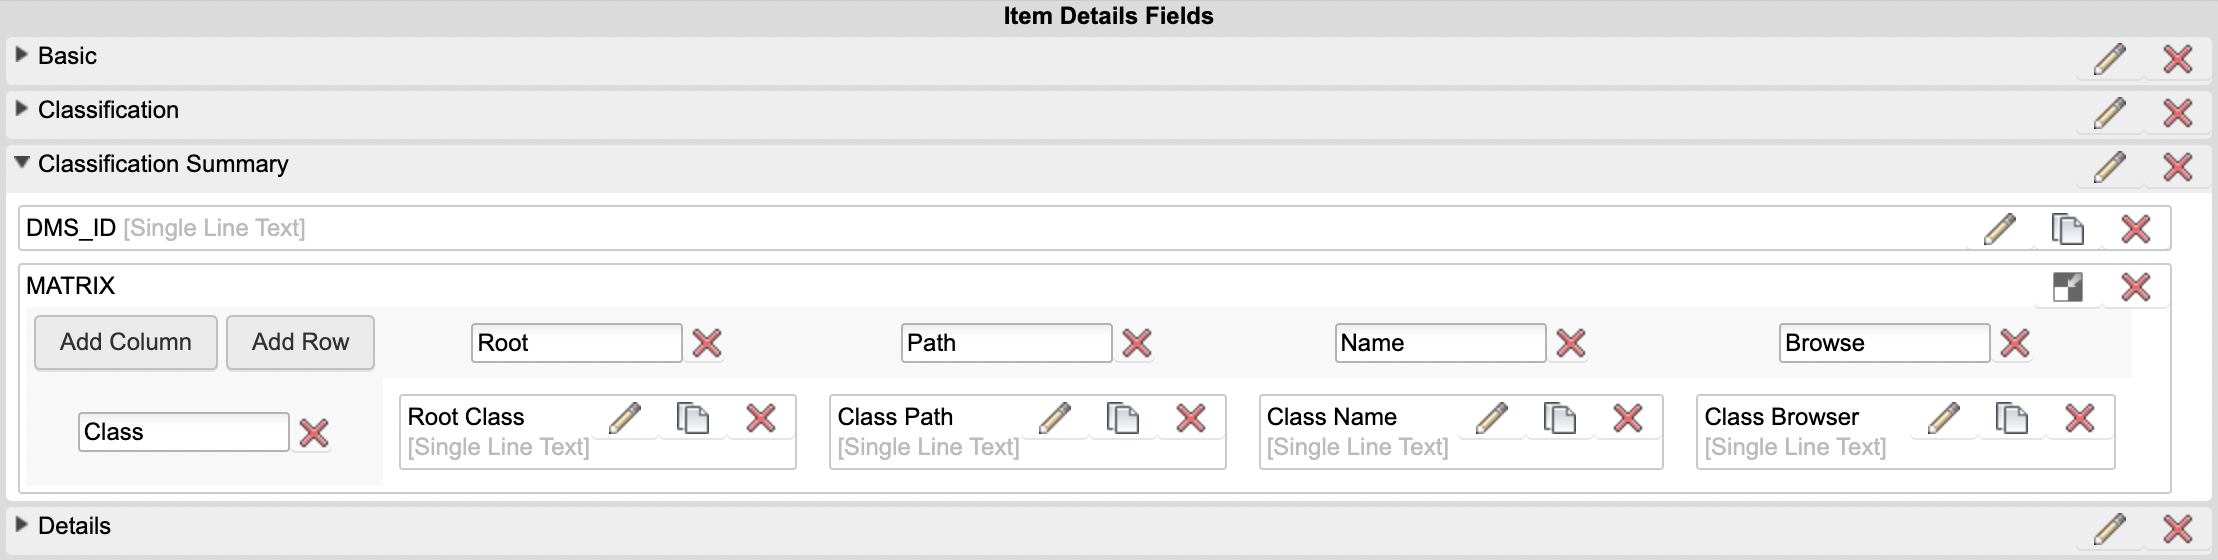 Item Details Fields
Basic
Classification
Classification Summary
DMS_ID [Single Line Text]
MATRIX
Add Column Add Row Root Path Name Browse
Class
Root Class
[Single Line Text]
Class Path
[Single Line Text]
Class Name
[Single Line Text]
Class Browser
[Single Line Text]
Details